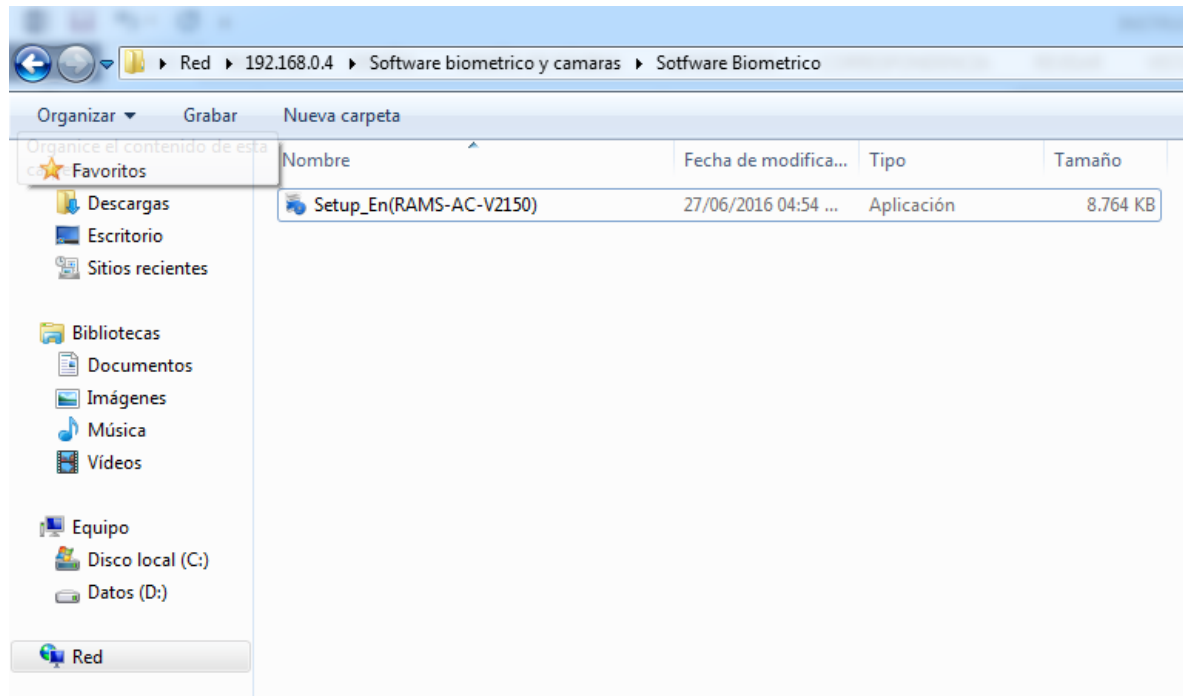 Red 192.168.0.4 Software biometrico y camaras Sotfware Biometrico
Organizar Grabar Nueva carpeta
Organice el contenido de esta
Favoritos
Nombre Fecha de modifica... Tipo Tamaño
Descargas
Setup_En(RAMS-AC-V2150) 27/06/2016 04:54 ... Aplicación 8.764 KB
Escritorio
Sitios recientes
Bibliotecas
Documentos
Imágenes
Música
Vídeos
Equipo
Disco local (C:)
Datos (D:)
Red